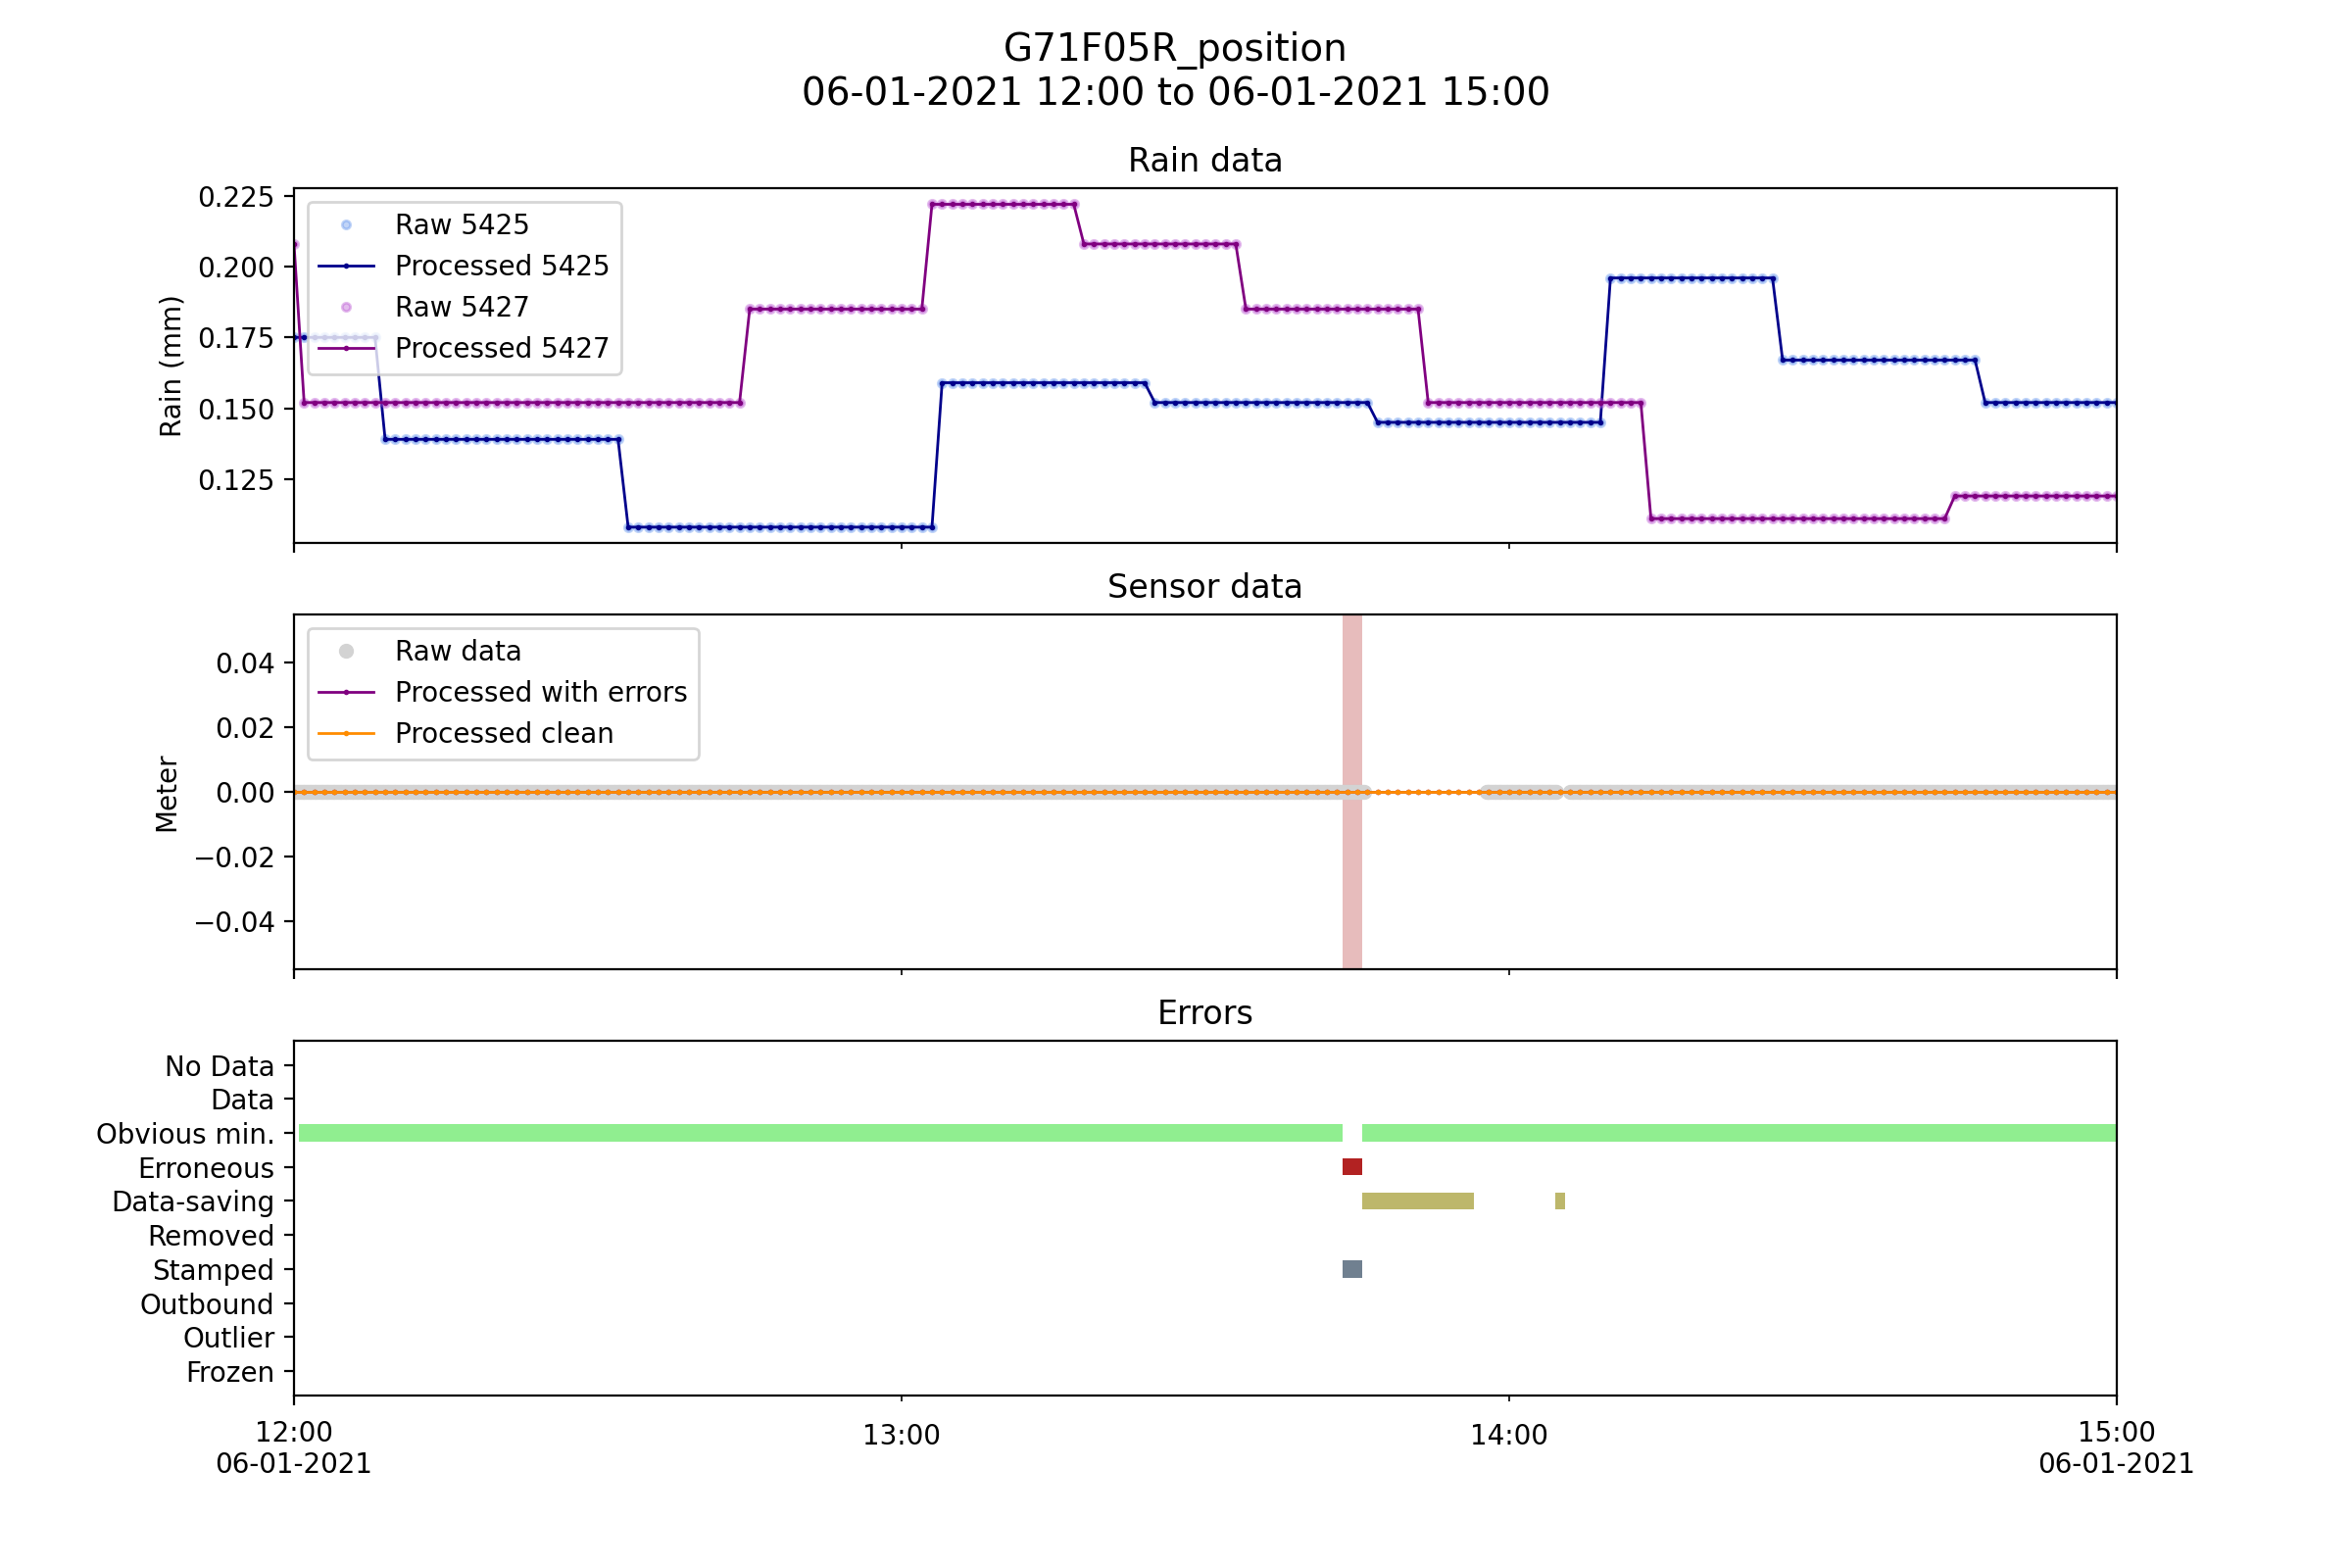 G71F05R_position
06-01-2021 12:00 to 06-01-2021 15:00
Rain data
Rain (mm)
0.225
0.200
0.175
0.150
0.125
Raw 5425
Processed 5425
Raw 5427
Processed 5427
Sensor data
Meter
0.04
0.02
0.00
−0.02
−0.04
Raw data
Processed with errors
Processed clean
Errors
No Data
Data
Obvious min.
Erroneous
Data-saving
Removed
Stamped
Outbound
Outlier
Frozen
12:00
06-01-2021
13:00
14:00
15:00
06-01-2021